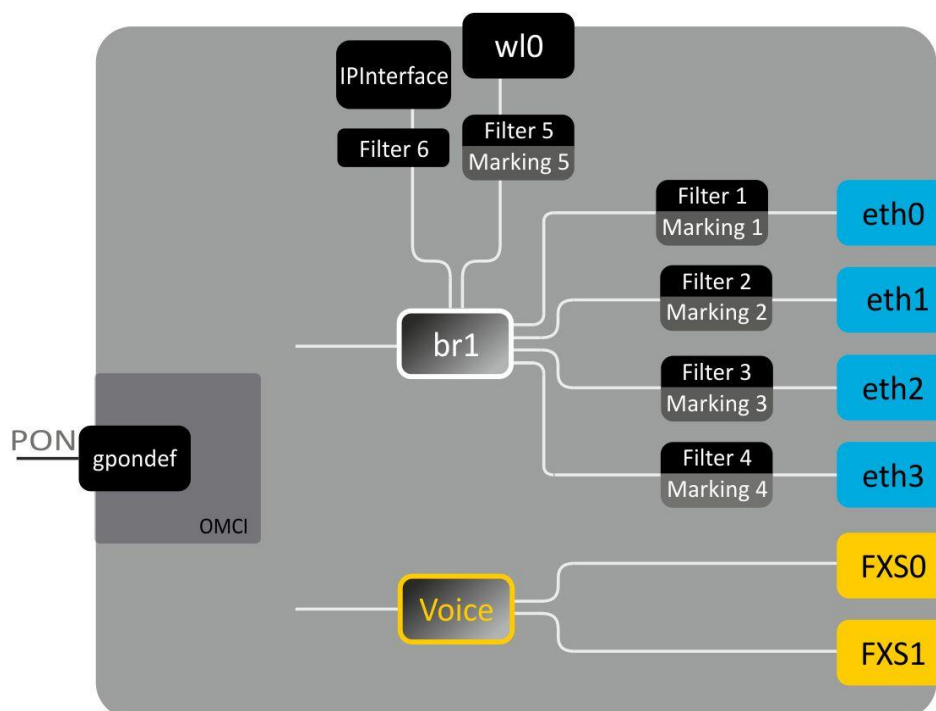 wl0
IPInterface
Filter 5
Marking 5
Filter 6
Filter 1
Marking 1
eth0
Filter 2
Marking 2
eth1
br1
Filter 3
Marking 3
eth2
PON
gpondef
OMCI
Filter 4
Marking 4
eth3
FXS0
Voice
FXS1